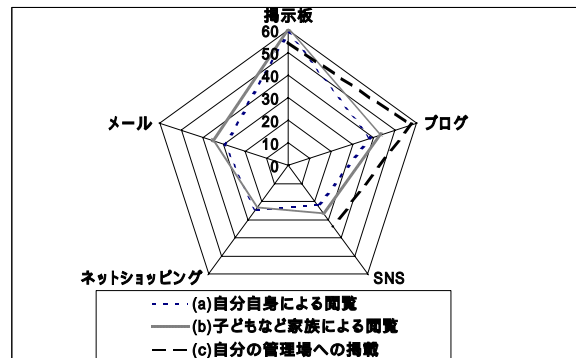 掲示板
60
50
40
30
20
10
0
メール
ブログ
ネットショッピング
SNS
(a)自分自身による閲覧
(b)子どもなど家族による閲覧
(c)自分の管理場への掲載